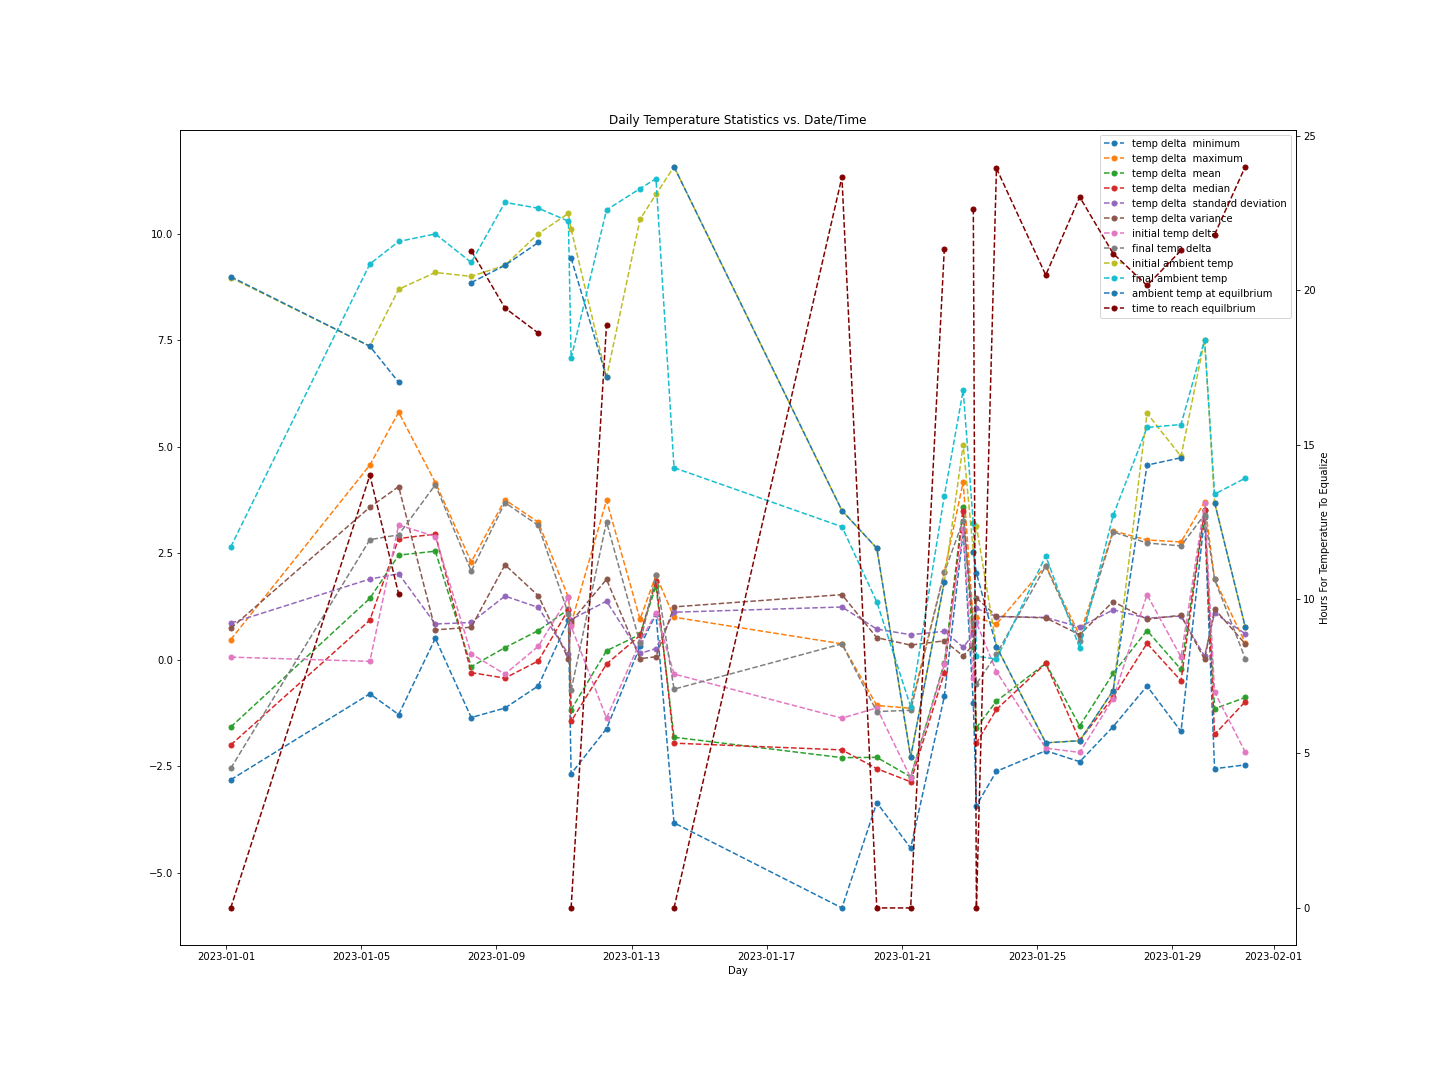 Daily Temperature Statistics vs. Date/Time
temp delta  minimum
temp delta  maximum
temp delta  mean
temp delta  median
temp delta  standard deviation
temp delta variance
initial temp delta
final temp delta
initial ambient temp
final ambient temp
ambient temp at equilbrium
time to reach equilbrium
10.0
7.5
5.0
2.5
0.0
−2.5
−5.0
25
20
15
10
5
0
Hours For Temperature To Equalize
2023-01-01 2023-01-05 2023-01-09 2023-01-13 2023-01-17 2023-01-21 2023-01-25 2023-01-29 2023-02-01
Day